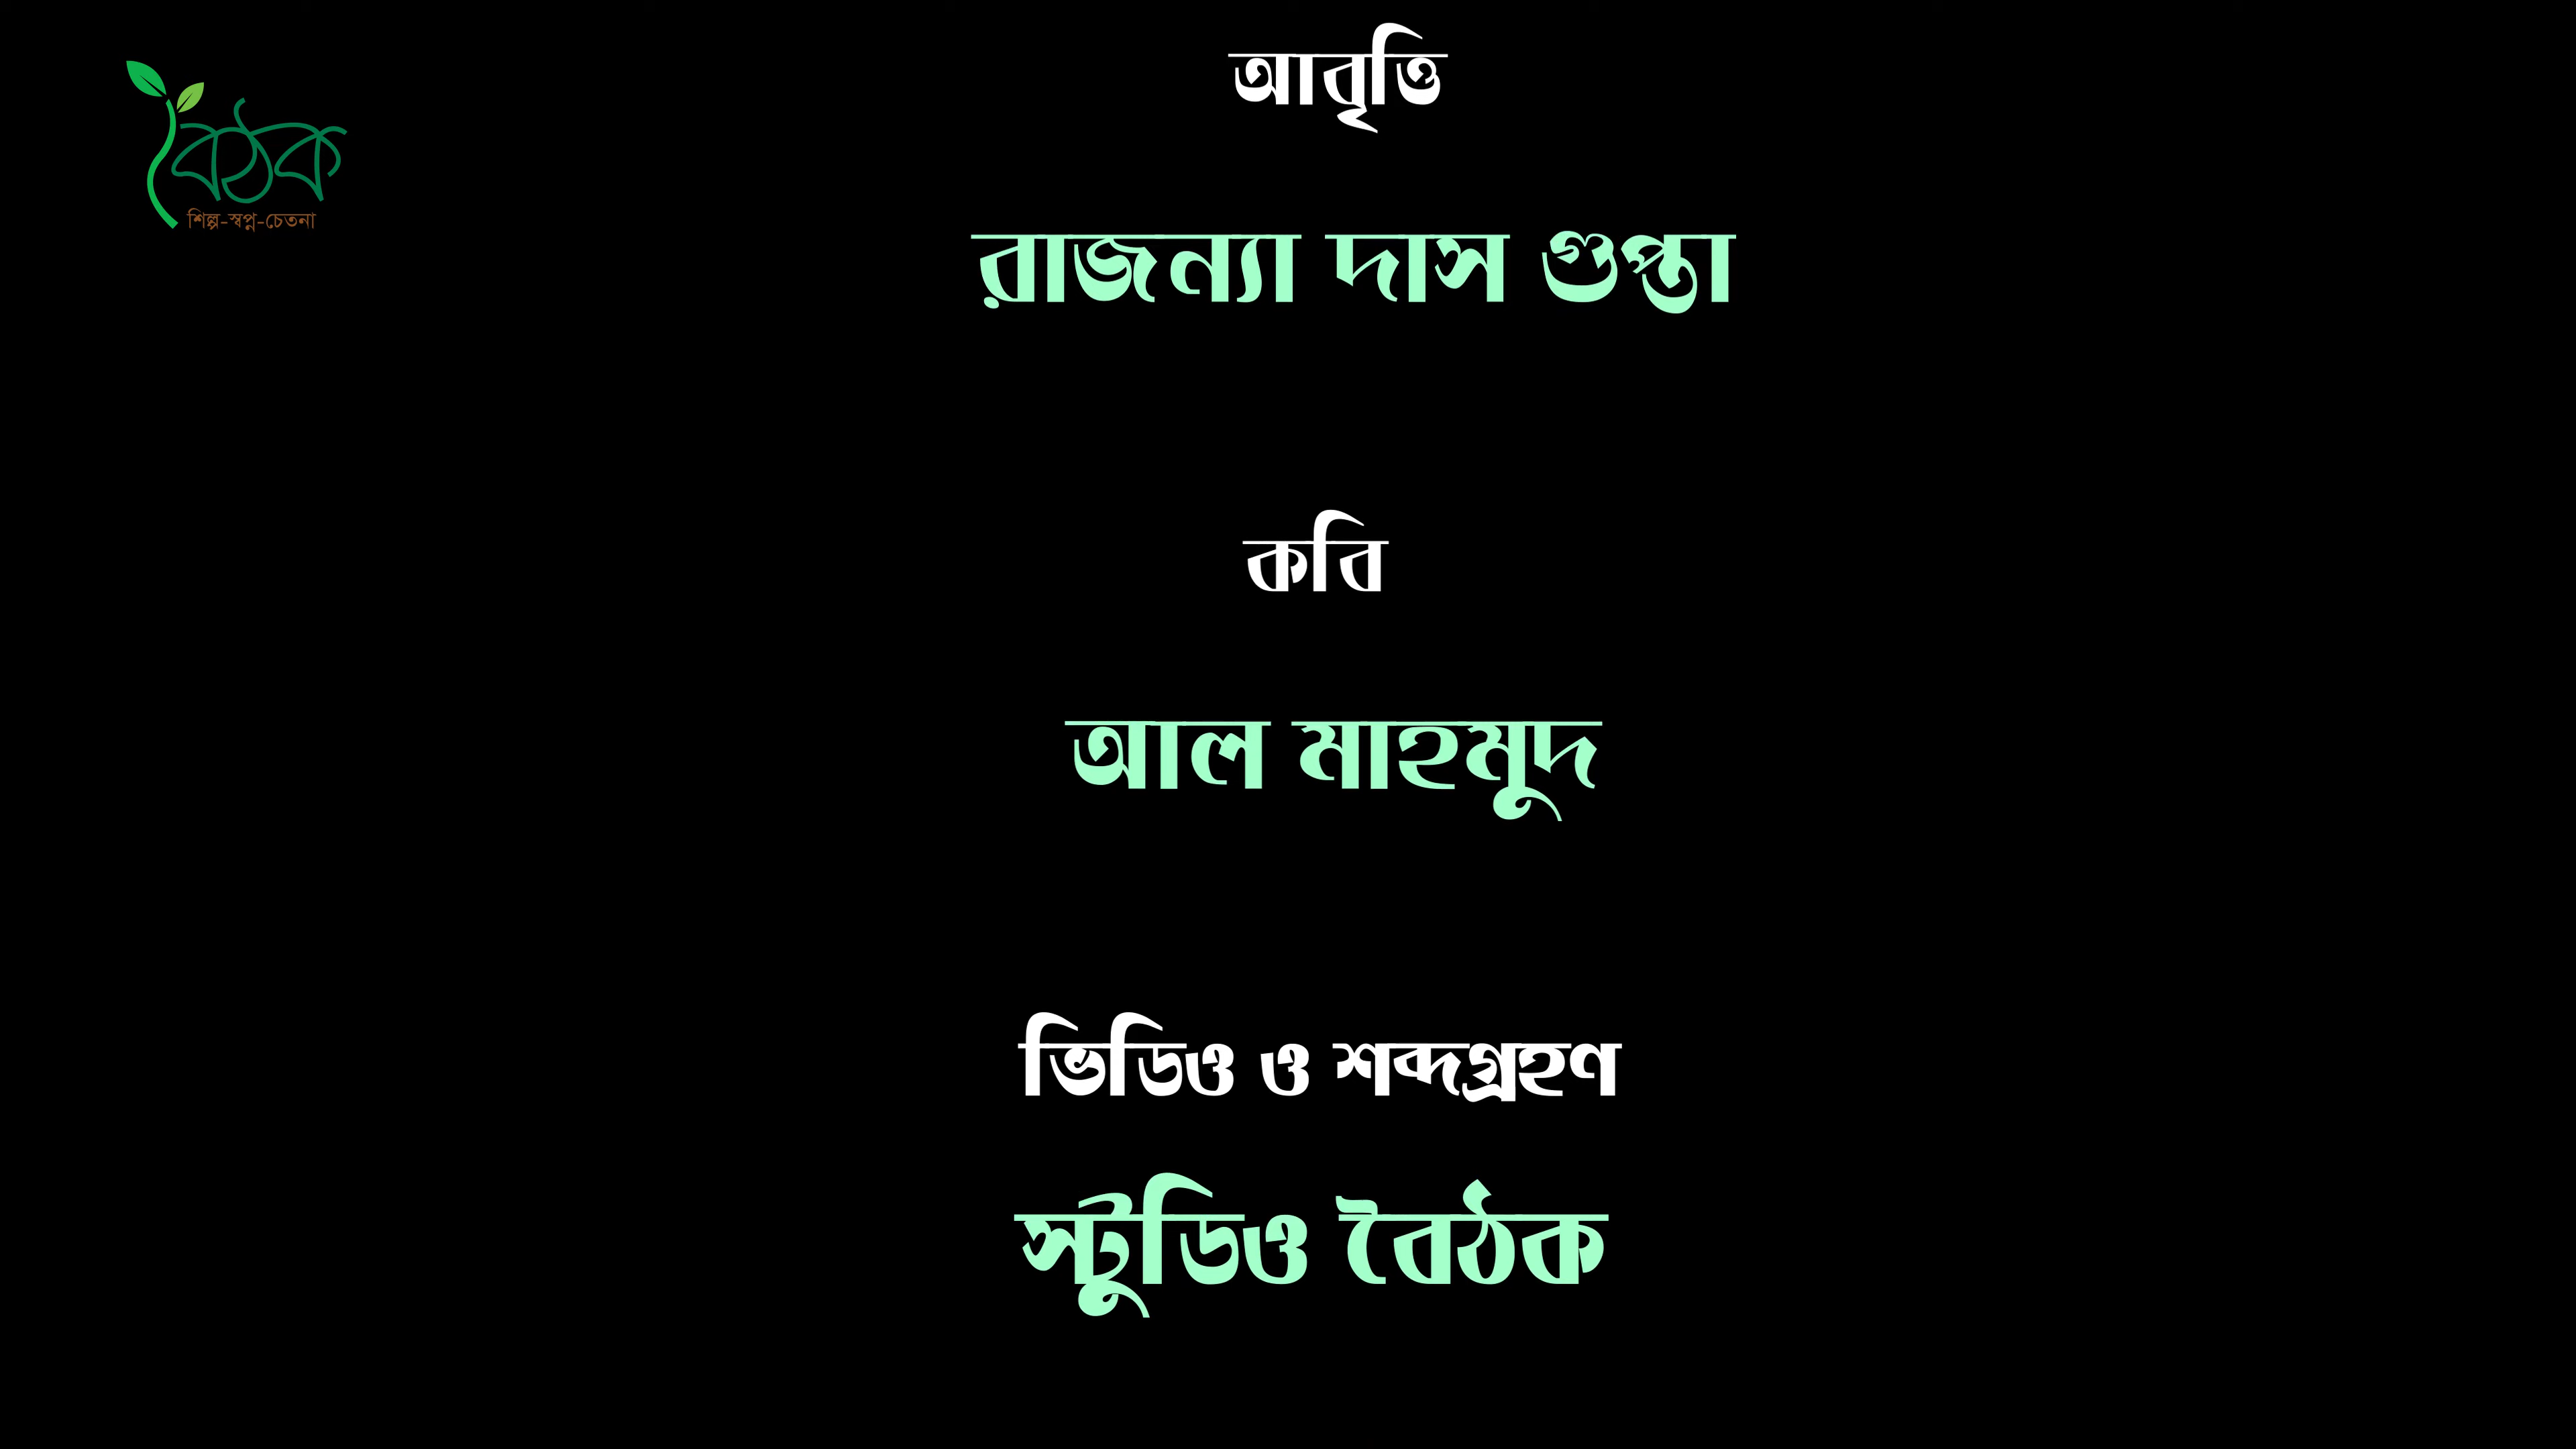 বৈঠক
শিল্প-স্বপ্ন-চেতনা
আবৃত্তি
রাজন্যা দাস গুপ্তা
কবি
আল মাহমুদ
ভিডিও ও শব্দগ্রহণ
স্টুডিও বৈঠক